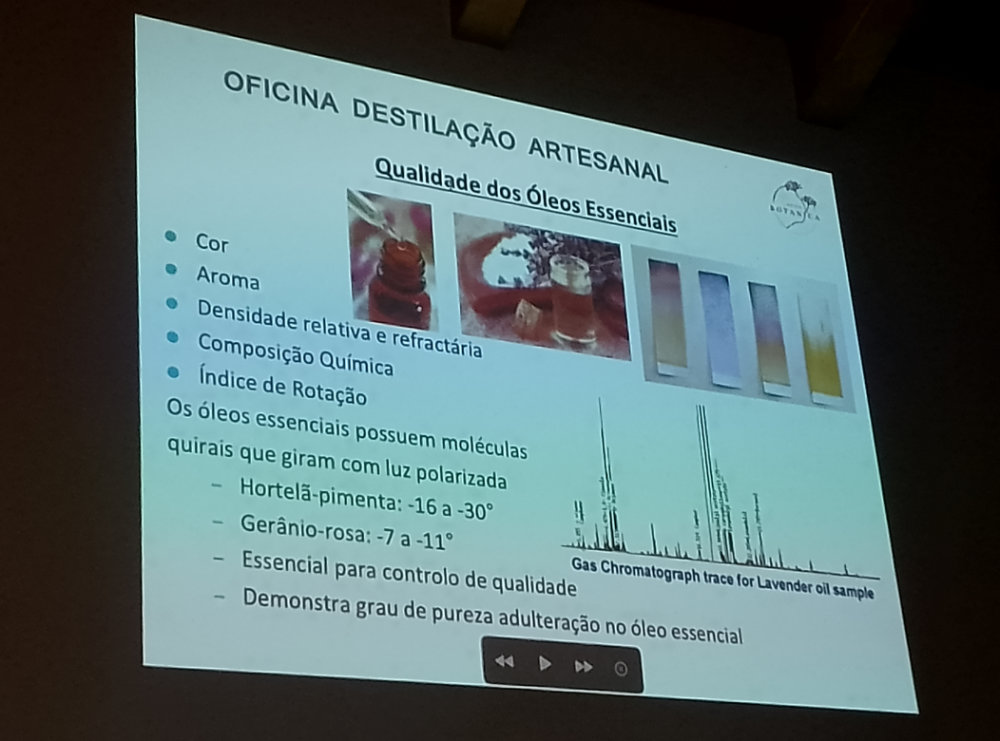 OFICINA DESTILAÇÃO ARTESANAL
Qualidade dos Óleos Essenciais
BOTANICA
• Cor
• Aroma
• Densidade relativa e refractária
• Composição Química
• Índice de Rotação
Os óleos essenciais possuem moléculas
quirais que giram com luz polarizada
– Hortelã-pimenta: -16 a -30°
– Gerânio-rosa: -7 a -11°
– Essencial para controlo de qualidade
– Demonstra grau de pureza adulteração no óleo essencial
Gas Chromatograph trace for Lavender oil sample